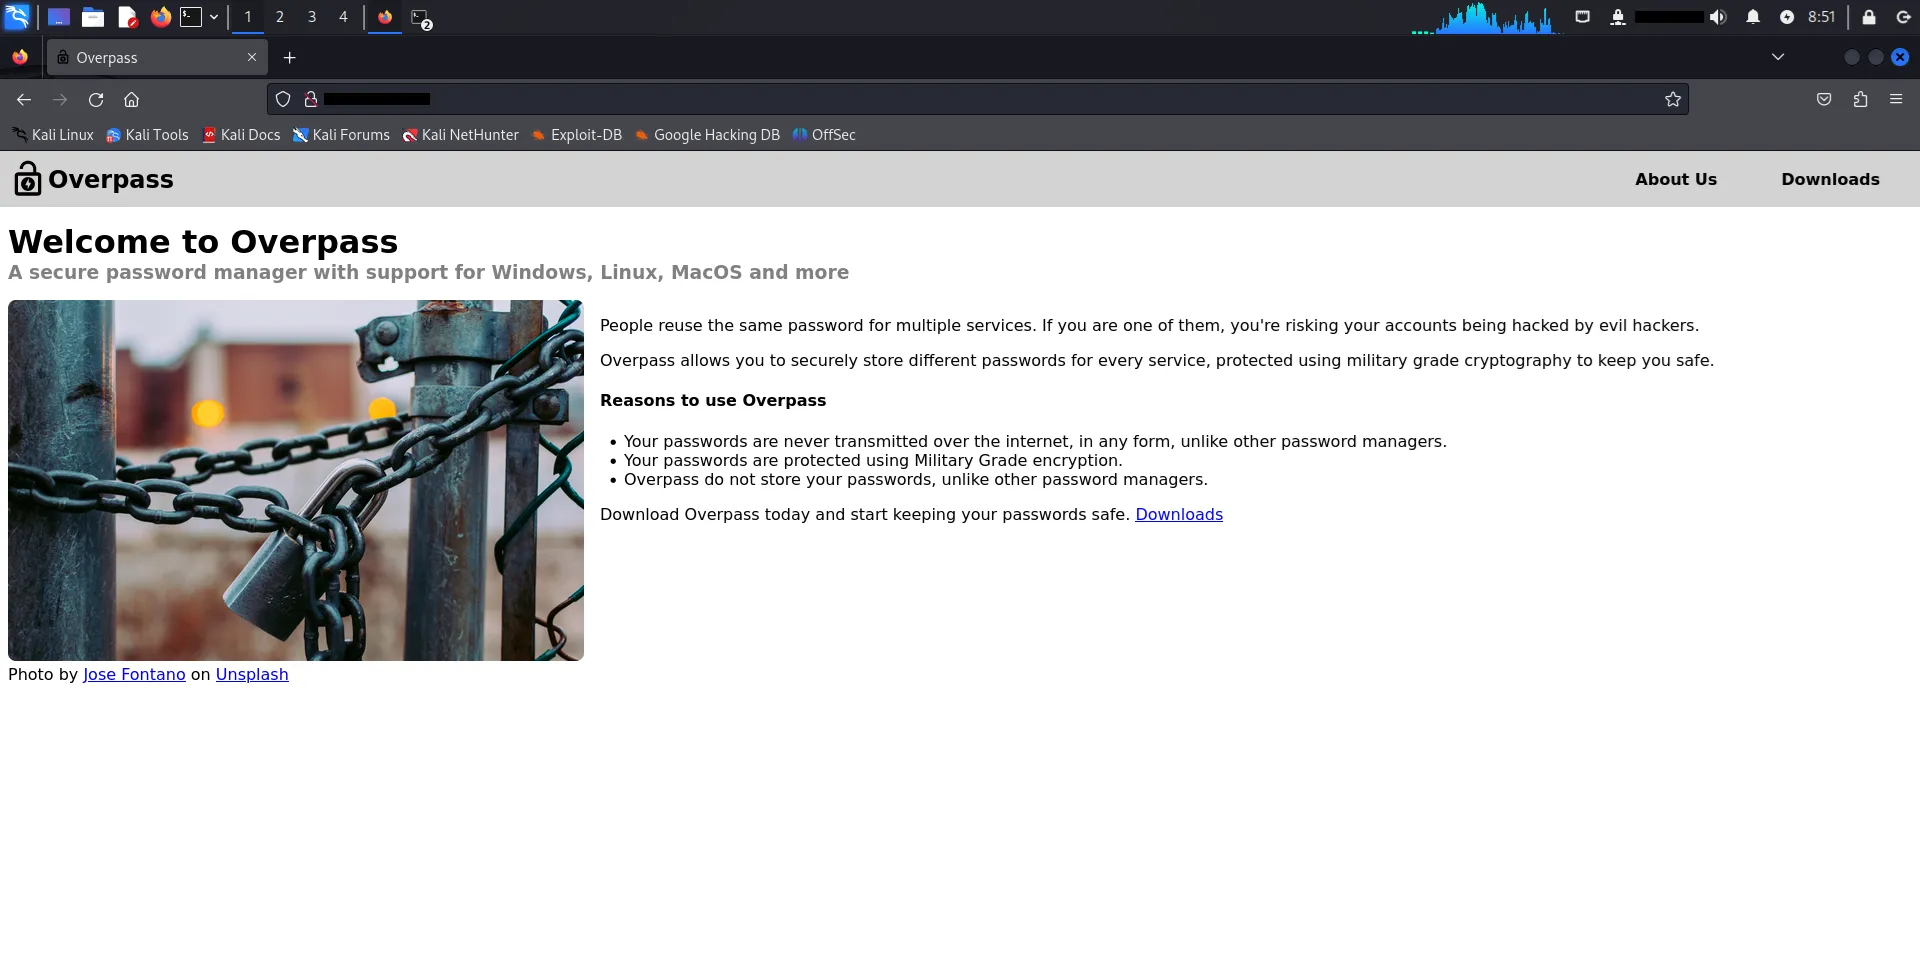 1 2 3 4 2 8:51
Overpass
Kali Linux Kali Tools Kali Docs Kali Forums Kali NetHunter Exploit-DB Google Hacking DB OffSec
Overpass About Us Downloads
Welcome to Overpass
A secure password manager with support for Windows, Linux, MacOS and more
People reuse the same password for multiple services. If you are one of them, you're risking your accounts being hacked by evil hackers.
Overpass allows you to securely store different passwords for every service, protected using military grade cryptography to keep you safe.
Reasons to use Overpass
• Your passwords are never transmitted over the internet, in any form, unlike other password managers.
• Your passwords are protected using Military Grade encryption.
• Overpass do not store your passwords, unlike other password managers.
Download Overpass today and start keeping your passwords safe. Downloads
Photo by Jose Fontano on Unsplash